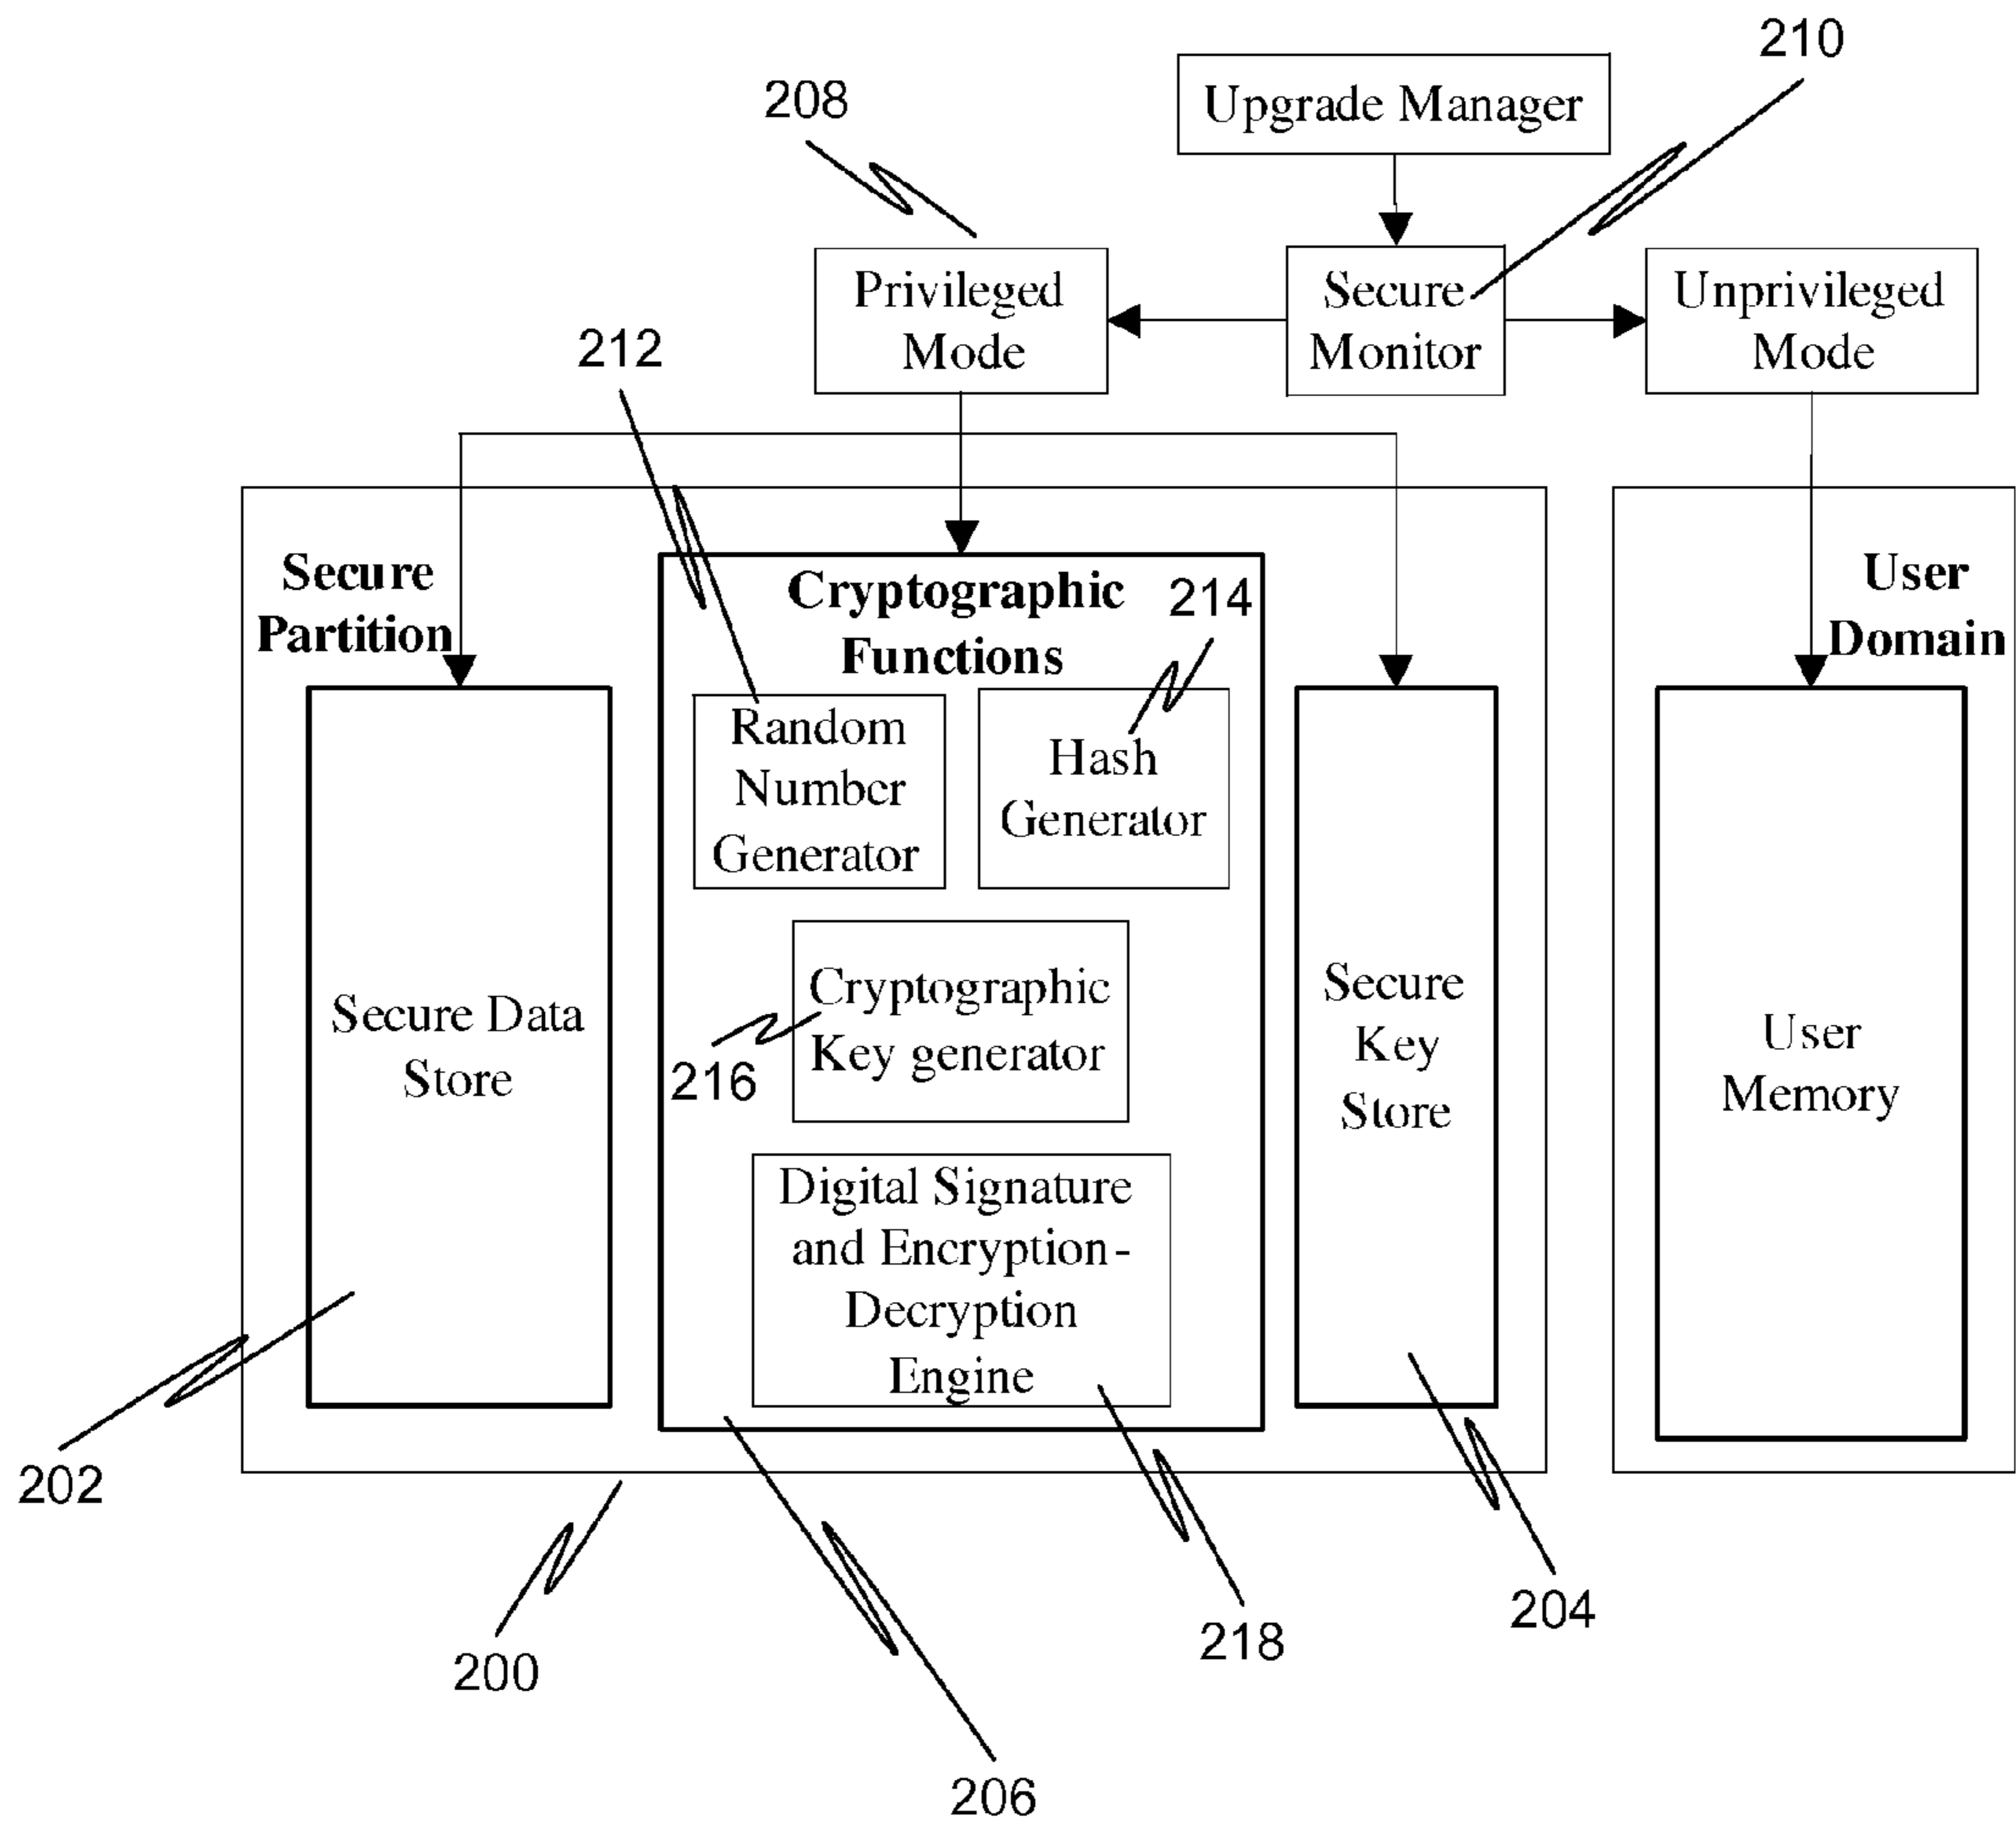 210
208
Upgrade Manager
Privileged
Mode
Secure
Monitor
Unprivileged
Mode
212
Secure
Partition
Cryptographic
Functions
214
User
Domain
Random
Number
Generator
Hash
Generator
Cryptographic
Key generator
216
Secure Data
Store
Secure
Key
Store
User
Memory
Digital Signature
and Encryption-
Decryption
Engine
202
200
218
204
206